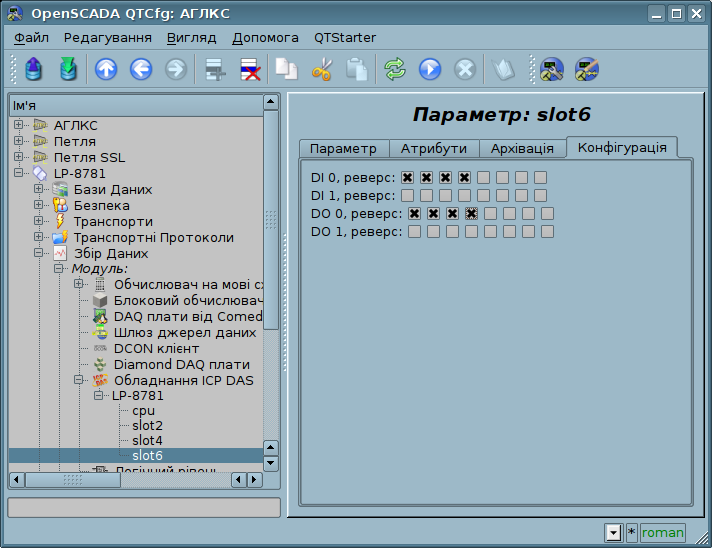 OpenSCADA QTCfg: АГЛКС
Файл Редагування Вигляд Допомога QTStarter
Ім'я
АГЛКС
Петля
Петля SSL
LP-8781
Бази Даних
Безпека
Транспорти
Транспортні Протоколи
Збір Даних
Модуль:
Обчислювач на мові с
Блоковий обчислювач
DAQ плати від Comed
Шлюз джерел даних
DCON клієнт
Diamond DAQ плати
Обладнання ICP DAS
LP-8781
cpu
slot2
slot4
slot6
Логічний рівень
Параметр: slot6
Параметр Атрибути Архівація Конфігурація
DI 0, реверс:
DI 1, реверс:
DO 0, реверс:
DO 1, реверс:
* roman